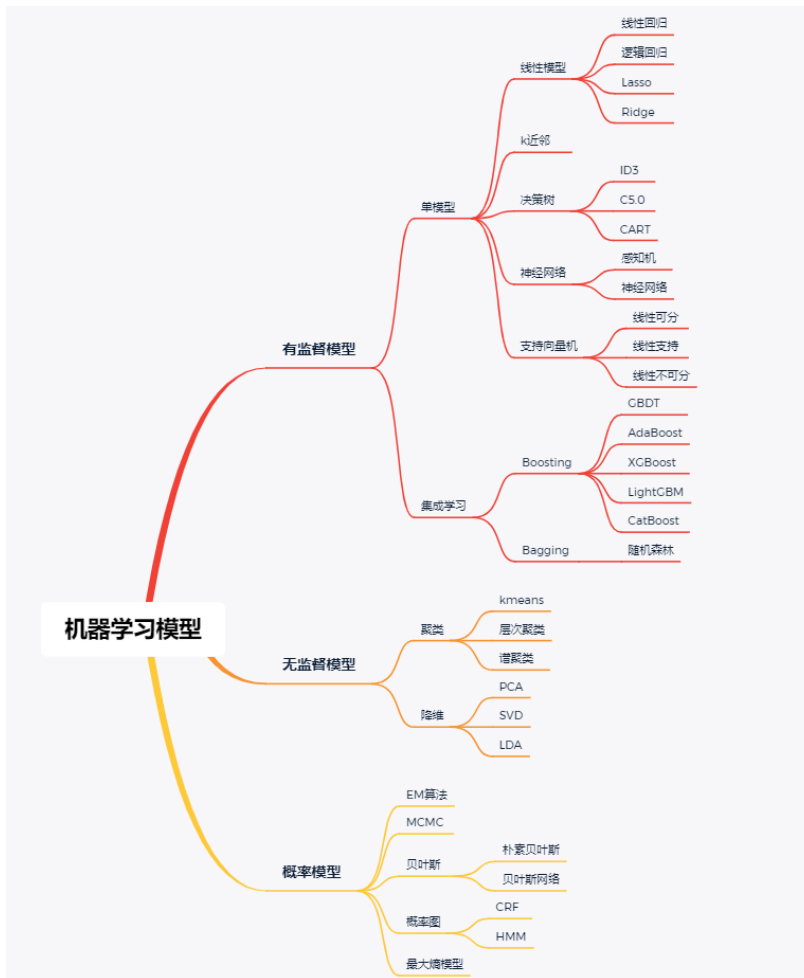 线性回归
逻辑回归
线性模型
Lasso
Ridge
k近邻
ID3
单模型
决策树
C5.0
CART
感知机
神经网络
神经网络
线性可分
有监督模型
支持向量机
线性支持
线性不可分
GBDT
AdaBoost
Boosting
XGBoost
LightGBM
集成学习
CatBoost
Bagging
随机森林
kmeans
机器学习模型
聚类
层次聚类
谱聚类
无监督模型
PCA
降维
SVD
LDA
EM算法
MCMC
朴素贝叶斯
贝叶斯
概率模型
贝叶斯网络
CRF
概率图
HMM
最大熵模型